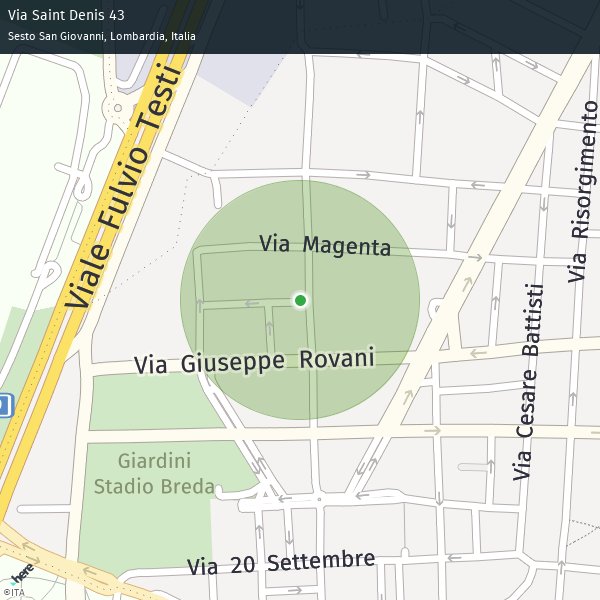 Via Saint Denis 43
Sesto San Giovanni, Lombardia, Italia
Viale Fulvio Testi
Via Magenta
Via Risorgimento
Via Giuseppe Rovani
Via Cesare Battisti
Giardini
Stadio Breda
Via 20 Settembre
here
©ITA